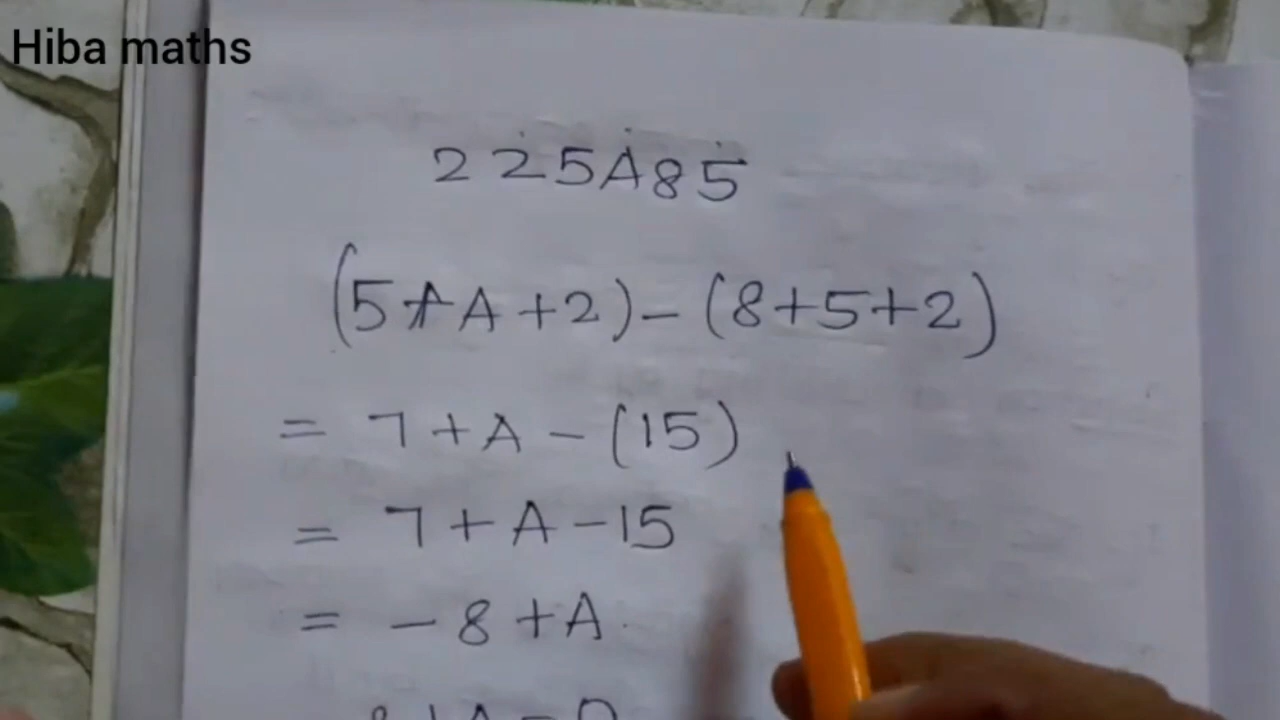 Hiba maths
225A85
(5+A+2)-(8+5+2)
= 7+A-(15)
= 7+A-15
= -8+A